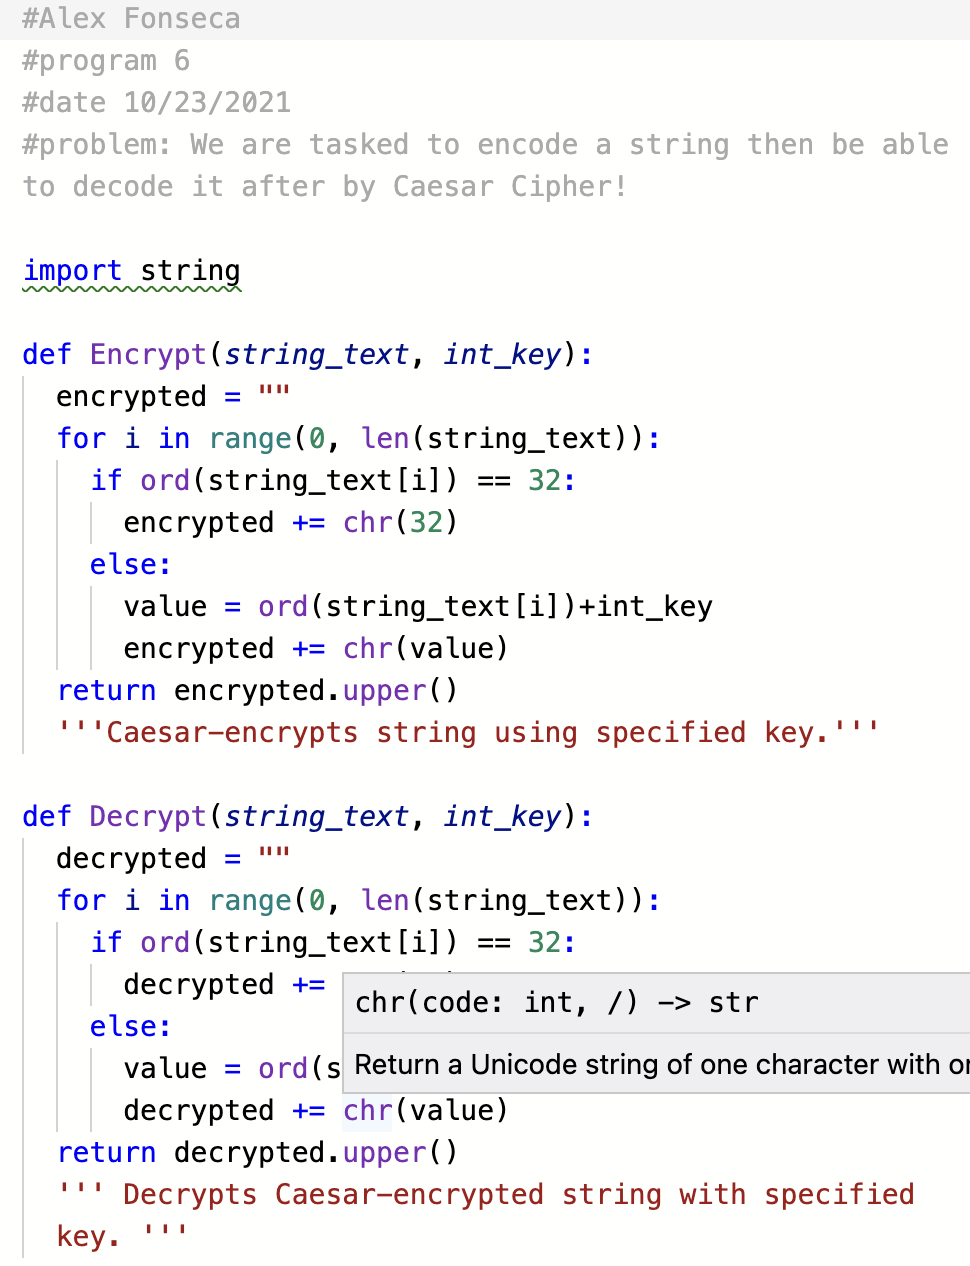 #Alex Fonseca
#program 6
#date 10/23/2021
#problem: We are tasked to encode a string then be able
to decode it after by Caesar Cipher!
import string
def Encrypt(string_text, int_key):
encrypted = ""
for i in range(0, len(string_text)):
if ord(string_text[i]) == 32:
encrypted += chr(32)
else:
value = ord(string_text[i])+int_key
encrypted += chr(value)
return encrypted.upper()
'''Caesar-encrypts string using specified key.'''
def Decrypt(string_text, int_key):
decrypted = ""
for i in range(0, len(string_text)):
if ord(string_text[i]) == 32:
decrypted +=
chr(code: int, /) -> str
else:
value = ord(s
Return a Unicode string of one character with or
decrypted += chr(value)
return decrypted.upper()
''' Decrypts Caesar-encrypted string with specified
key. '''